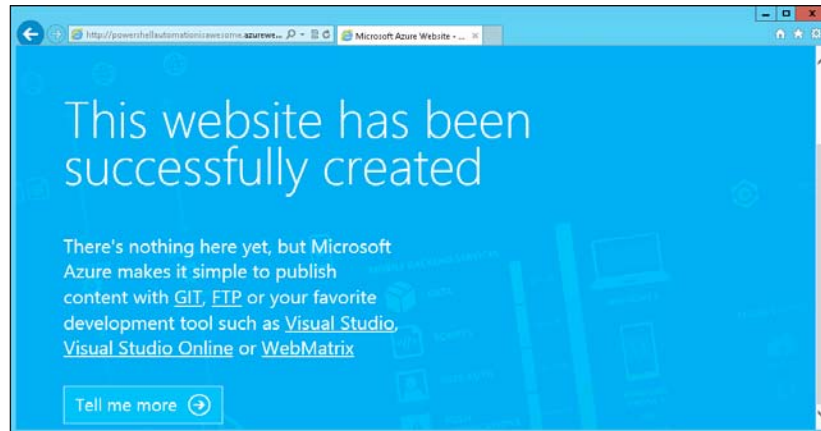 http://powershellautomationisawesome.azurewe...
Microsoft Azure Website - ...
This website has been
successfully created
There's nothing here yet, but Microsoft
Azure makes it simple to publish
content with GIT, FTP or your favorite
development tool such as Visual Studio,
Visual Studio Online or WebMatrix
Tell me more